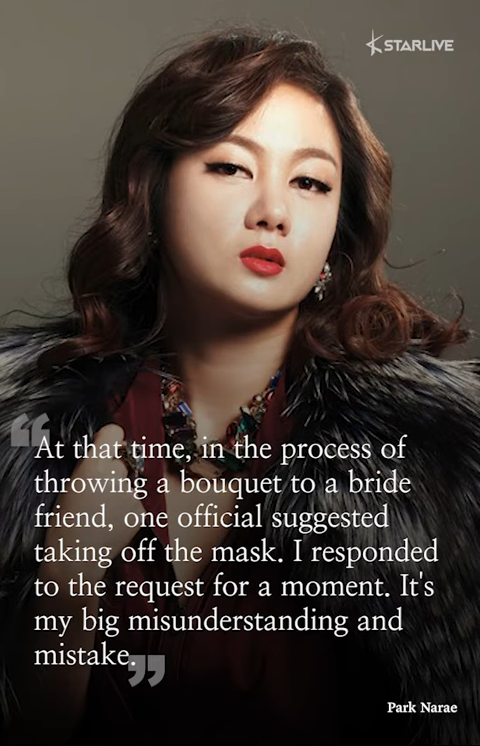 STARLIVE
“At that time, in the process of
throwing a bouquet to a bride
friend, one official suggested
taking off the mask. I responded
to the request for a moment. It's
my big misunderstanding and
mistake.”
Park Narae